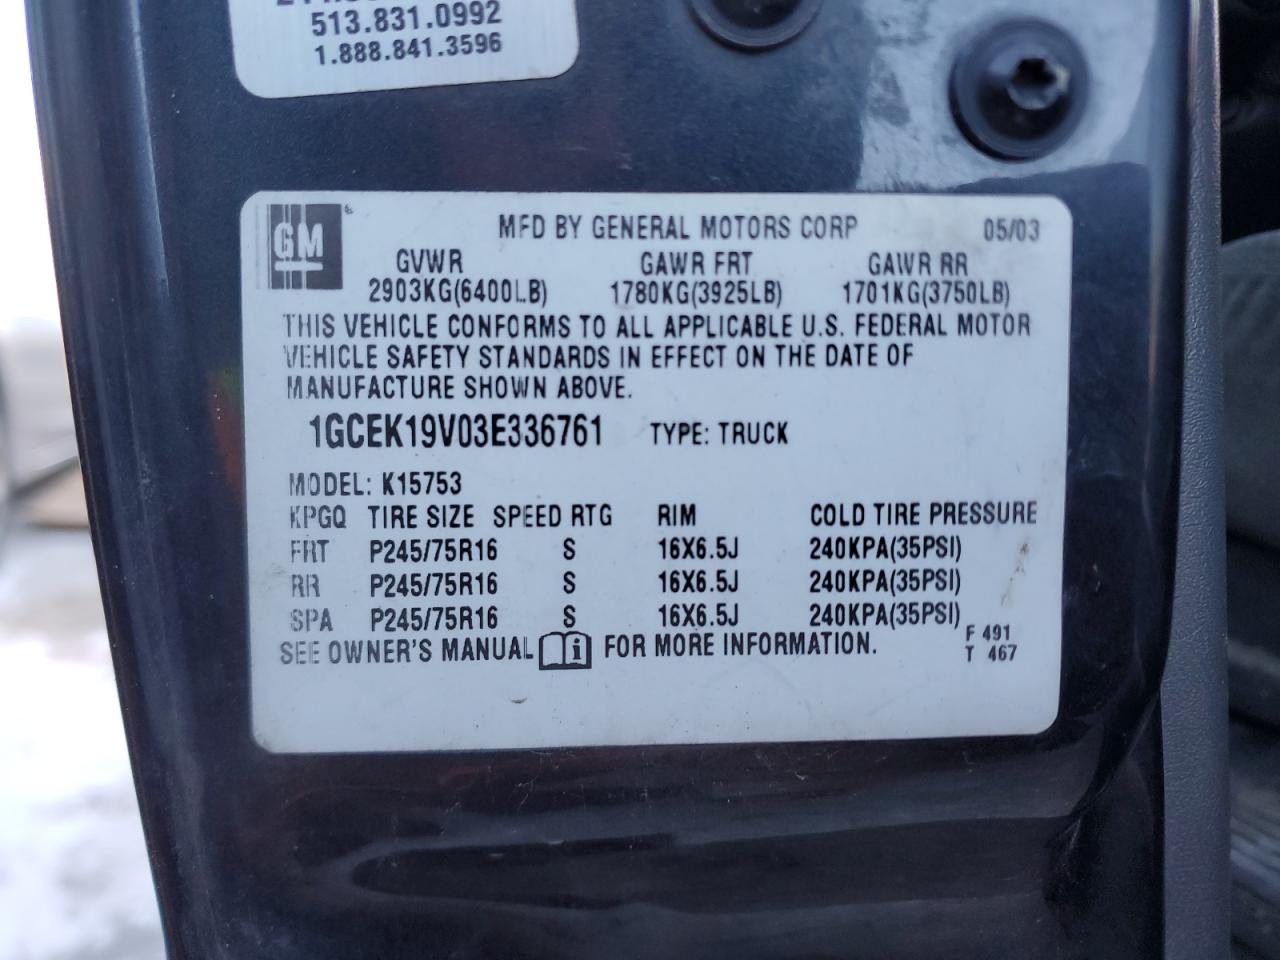 513.831.0992
1.888.841.3596
GM
MFD BY GENERAL MOTORS CORP 05/03
GVWR GAWR FRT GAWR RR
2903KG(6400LB) 1780KG(3925LB) 1701KG(3750LB)
THIS VEHICLE CONFORMS TO ALL APPLICABLE U.S. FEDERAL MOTOR
VEHICLE SAFETY STANDARDS IN EFFECT ON THE DATE OF
MANUFACTURE SHOWN ABOVE.
1GCEK19V03E336761 TYPE: TRUCK
MODEL: K15753
KPGQ TIRE SIZE SPEED RTG RIM COLD TIRE PRESSURE
FRT P245/75R16 S 16X6.5J 240KPA(35PSI)
RR P245/75R16 S 16X6.5J 240KPA(35PSI)
SPA P245/75R16 S 16X6.5J 240KPA(35PSI)
SEE OWNER'S MANUAL i FOR MORE INFORMATION.
F 491
T 467